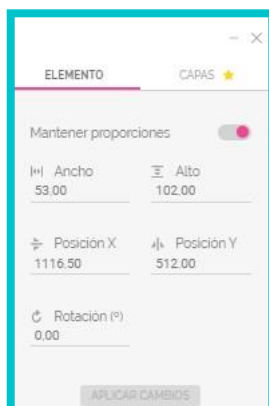 ELEMENTO CAPAS
Mantener proporciones
Ancho Alto
53.00 102.00
Posición X Posición Y
1116.50 512.00
Rotación (º)
0,00
APLICAR CAMBIOS